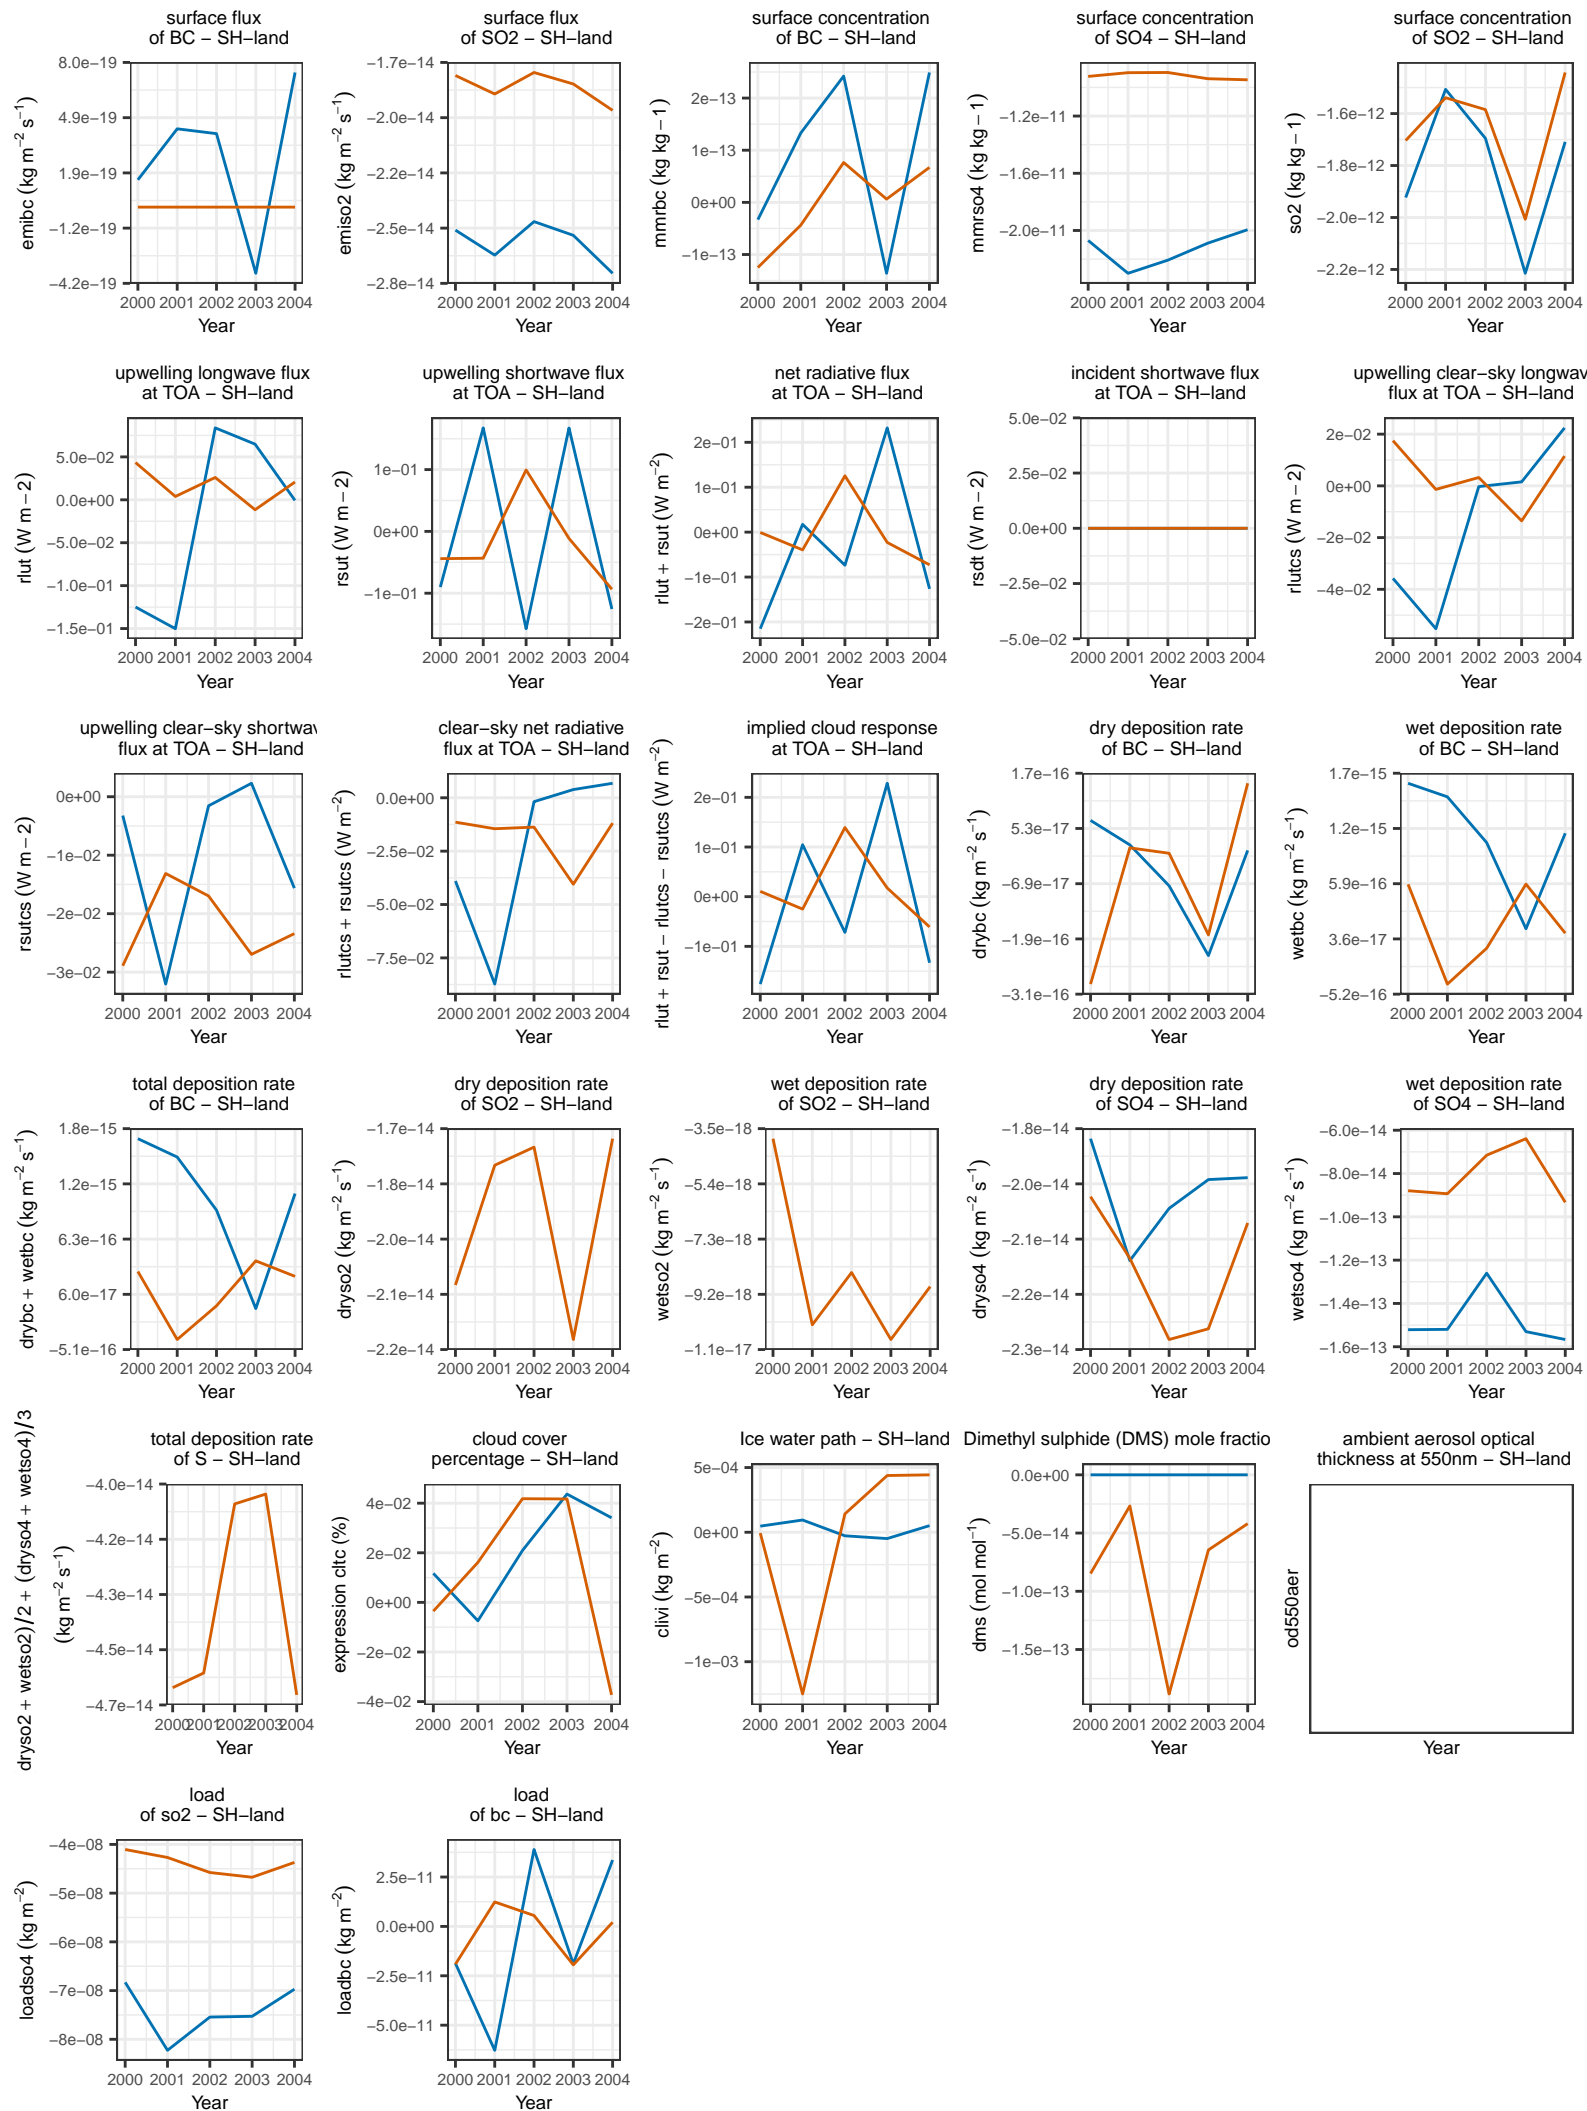 surface flux
of BC − SH−land
emibc (kg m−2 s−1)
8.0e−19
4.9e−19
1.9e−19
−1.2e−19
−4.2e−19
2000 2001 2002 2003 2004
Year
surface flux
of SO2 − SH−land
emiso2 (kg m−2 s−1)
−1.7e−14
−2.0e−14
−2.2e−14
−2.5e−14
−2.8e−14
2000 2001 2002 2003 2004
Year
surface concentration
of BC − SH−land
mmrbc (kg kg − 1)
2e−13
1e−13
0e+00
−1e−13
2000 2001 2002 2003 2004
Year
surface concentration
of SO4 − SH−land
mmrso4 (kg kg − 1)
−1.2e−11
−1.6e−11
−2.0e−11
2000 2001 2002 2003 2004
Year
surface concentration
of SO2 − SH−land
so2 (kg kg − 1)
−1.6e−12
−1.8e−12
−2.0e−12
−2.2e−12
2000 2001 2002 2003 2004
Year
upwelling longwave flux
at TOA − SH−land
rlut (W m − 2)
5.0e−02
0.0e+00
−5.0e−02
−1.0e−01
−1.5e−01
2000 2001 2002 2003 2004
Year
upwelling shortwave flux
at TOA − SH−land
rsut (W m − 2)
1e−01
0e+00
−1e−01
2000 2001 2002 2003 2004
Year
net radiative flux
at TOA − SH−land
rlut + rsut (W m−2)
2e−01
1e−01
0e+00
−1e−01
−2e−01
2000 2001 2002 2003 2004
Year
incident shortwave flux
at TOA − SH−land
rsdt (W m − 2)
5.0e−02
2.5e−02
0.0e+00
−2.5e−02
−5.0e−02
2000 2001 2002 2003 2004
Year
upwelling clear−sky longwav
flux at TOA − SH−land
rlutcs (W m − 2)
2e−02
0e+00
−2e−02
−4e−02
2000 2001 2002 2003 2004
Year
upwelling clear−sky shortwav
flux at TOA − SH−land
rsutcs (W m − 2)
0e+00
−1e−02
−2e−02
−3e−02
2000 2001 2002 2003 2004
Year
clear−sky net radiative
flux at TOA − SH−land
rlutcs + rsutcs (W m−2)
0.0e+00
−2.5e−02
−5.0e−02
−7.5e−02
2000 2001 2002 2003 2004
Year
implied cloud response
at TOA − SH−land
rlut + rsut − rlutcs − rsutcs (W m−2)
2e−01
1e−01
0e+00
−1e−01
2000 2001 2002 2003 2004
Year
dry deposition rate
of BC − SH−land
drybc (kg m−2 s−1)
1.7e−16
5.3e−17
−6.9e−17
−1.9e−16
−3.1e−16
2000 2001 2002 2003 2004
Year
wet deposition rate
of BC − SH−land
wetbc (kg m−2 s−1)
1.7e−15
1.2e−15
5.9e−16
3.6e−17
−5.2e−16
2000 2001 2002 2003 2004
Year
total deposition rate
of BC − SH−land
drybc + wetbc (kg m−2 s−1)
1.8e−15
1.2e−15
6.3e−16
6.0e−17
−5.1e−16
2000 2001 2002 2003 2004
Year
dry deposition rate
of SO2 − SH−land
dryso2 (kg m−2 s−1)
−1.7e−14
−1.8e−14
−2.0e−14
−2.1e−14
−2.2e−14
2000 2001 2002 2003 2004
Year
wet deposition rate
of SO2 − SH−land
wetso2 (kg m−2 s−1)
−3.5e−18
−5.4e−18
−7.3e−18
−9.2e−18
−1.1e−17
2000 2001 2002 2003 2004
Year
dry deposition rate
of SO4 − SH−land
dryso4 (kg m−2 s−1)
−1.8e−14
−2.0e−14
−2.1e−14
−2.2e−14
−2.3e−14
2000 2001 2002 2003 2004
Year
wet deposition rate
of SO4 − SH−land
wetso4 (kg m−2 s−1)
−6.0e−14
−8.0e−14
−1.0e−13
−1.2e−13
−1.4e−13
−1.6e−13
2000 2001 2002 2003 2004
Year
total deposition rate
of S − SH−land
dryso2 + wetso2)/2 + (dryso4 + wetso4)/3
(kg m−2 s−1)
−4.0e−14
−4.2e−14
−4.3e−14
−4.5e−14
−4.7e−14
2000 2001 2002 2003 2004
Year
cloud cover
percentage − SH−land
expression cltc (%)
4e−02
2e−02
0e+00
−2e−02
−4e−02
2000 2001 2002 2003 2004
Year
Ice water path − SH−land
clivi (kg m−2)
5e−04
0e+00
−5e−04
−1e−03
2000 2001 2002 2003 2004
Year
Dimethyl sulphide (DMS) mole fractio
dms (mol mol−1)
0.0e+00
−5.0e−14
−1.0e−13
−1.5e−13
2000 2001 2002 2003 2004
Year
ambient aerosol optical
thickness at 550nm − SH−land
od550aer
Year
load
of so2 − SH−land
loadso4 (kg m−2)
−4e−08
−5e−08
−6e−08
−7e−08
−8e−08
2000 2001 2002 2003 2004
Year
load
of bc − SH−land
loadbc (kg m−2)
2.5e−11
0.0e+00
−2.5e−11
−5.0e−11
2000 2001 2002 2003 2004
Year